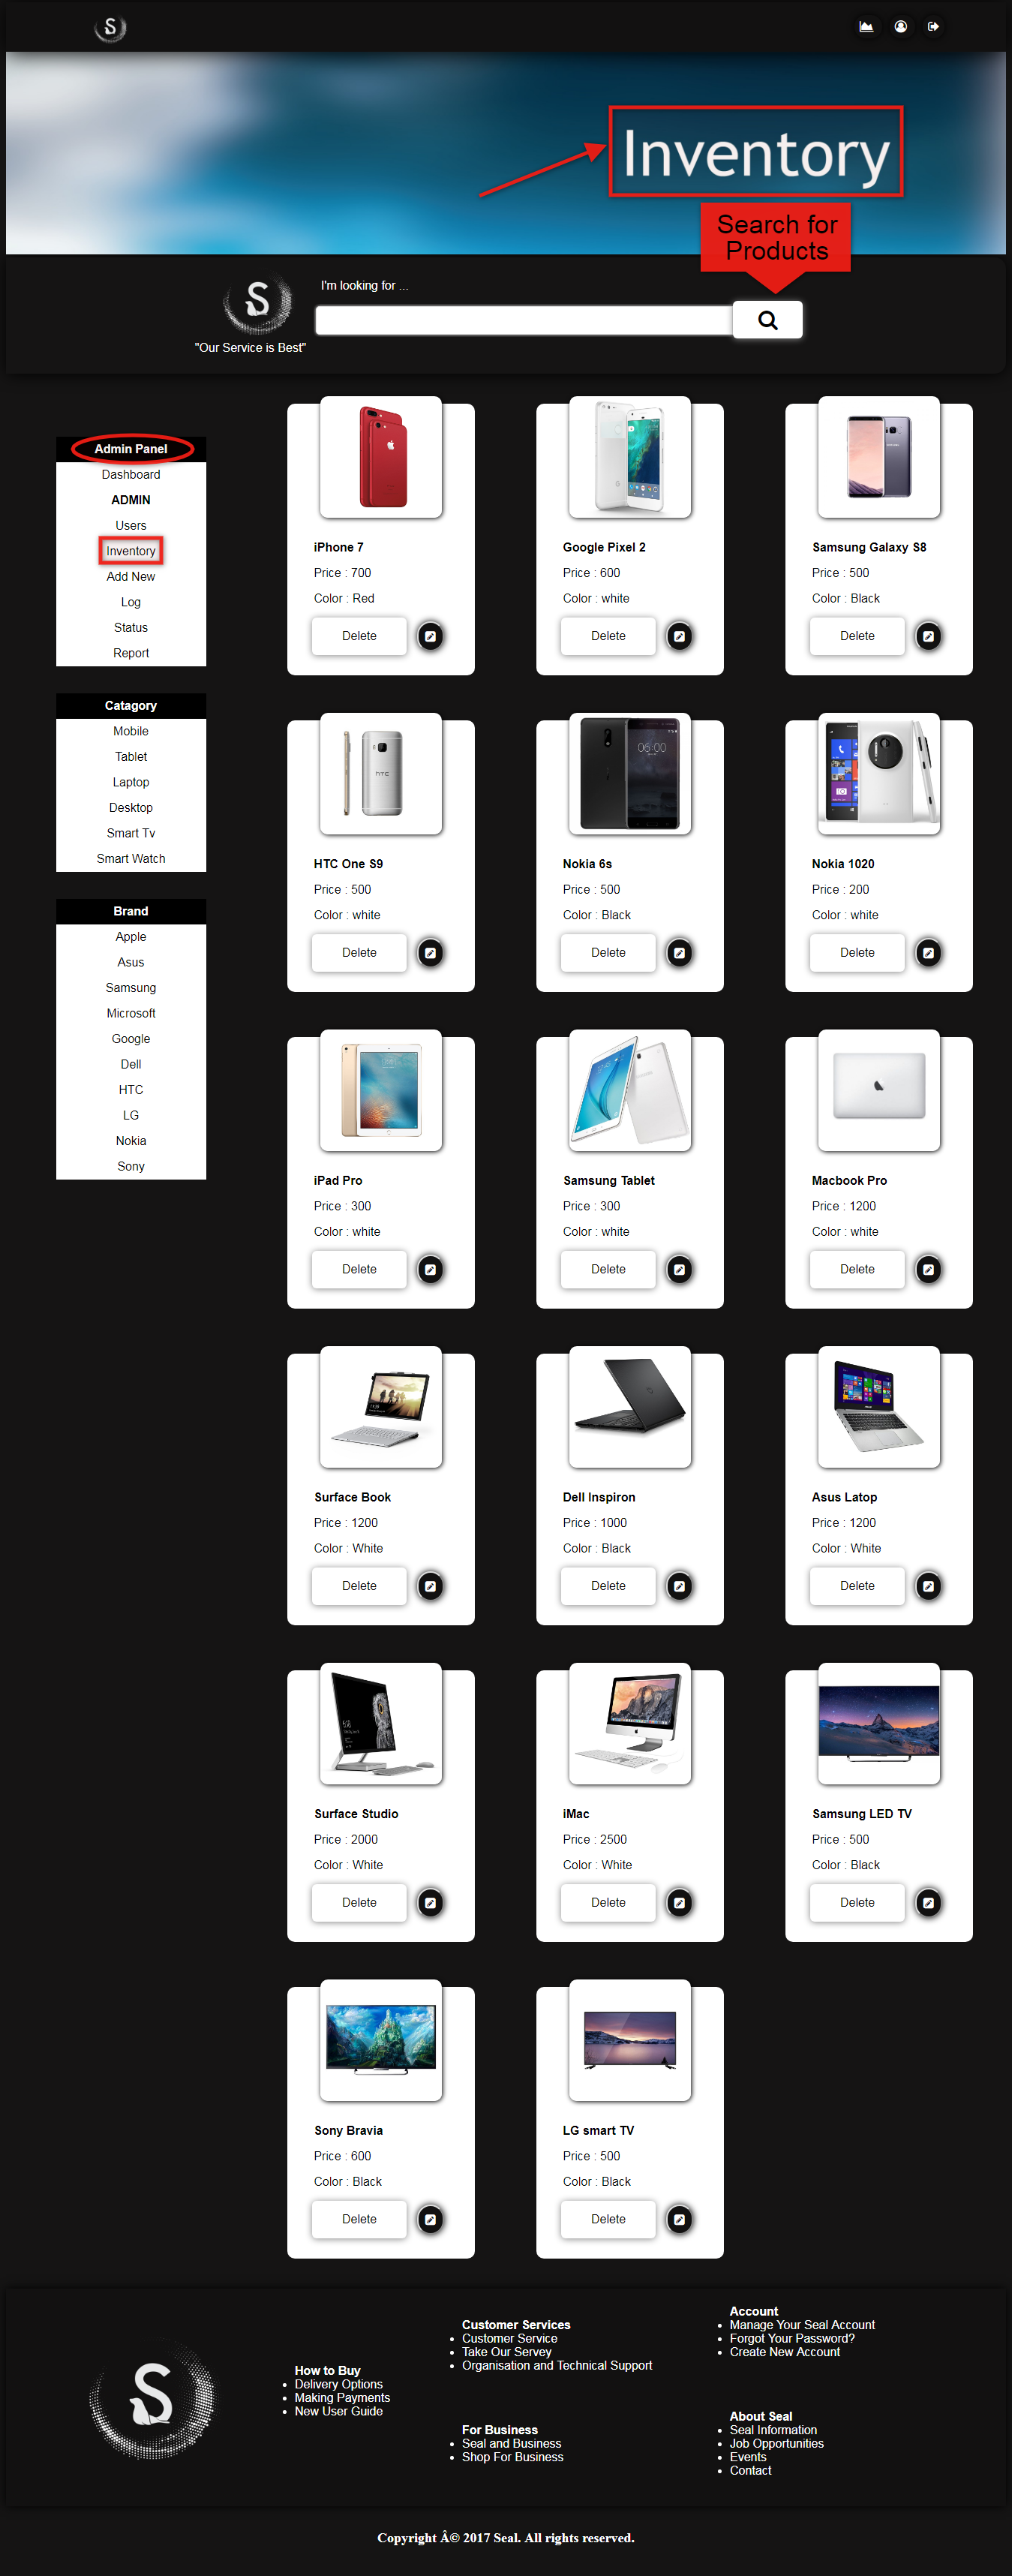 S
Inventory
Search for
Products
S
I'm looking for ...
"Our Service is Best"
Admin Panel
Dashboard
ADMIN
Users
Inventory
Add New
Log
Status
Report
Catagory
Mobile
Tablet
Laptop
Desktop
Smart Tv
Smart Watch
Brand
Apple
Asus
Samsung
Microsoft
Google
Dell
HTC
LG
Nokia
Sony
iPhone 7
Price : 700
Color : Red
Delete
Google Pixel 2
Price : 600
Color : white
Delete
Samsung Galaxy S8
Price : 500
Color : Black
Delete
HTC One S9
Price : 500
Color : white
Delete
06:00
Nokia 6s
Price : 500
Color : Black
Delete
Nokia 1020
Price : 200
Color : white
Delete
iPad Pro
Price : 300
Color : white
Delete
Samsung Tablet
Price : 300
Color : white
Delete
Macbook Pro
Price : 1200
Color : white
Delete
Surface Book
Price : 1200
Color : White
Delete
Dell Inspiron
Price : 1000
Color : Black
Delete
Asus Latop
Price : 1200
Color : White
Delete
Surface Studio
Price : 2000
Color : White
Delete
iMac
Price : 2500
Color : White
Delete
Samsung LED TV
Price : 500
Color : Black
Delete
Sony Bravia
Price : 600
Color : Black
Delete
LG smart TV
Price : 500
Color : Black
Delete
S
How to Buy
Delivery Options
Making Payments
New User Guide
Customer Services
Customer Service
Take Our Servey
Organisation and Technical Support
For Business
Seal and Business
Shop For Business
Account
Manage Your Seal Account
Forgot Your Password?
Create New Account
About Seal
Seal Information
Job Opportunities
Events
Contact
Copyright Â© 2017 Seal. All rights reserved.